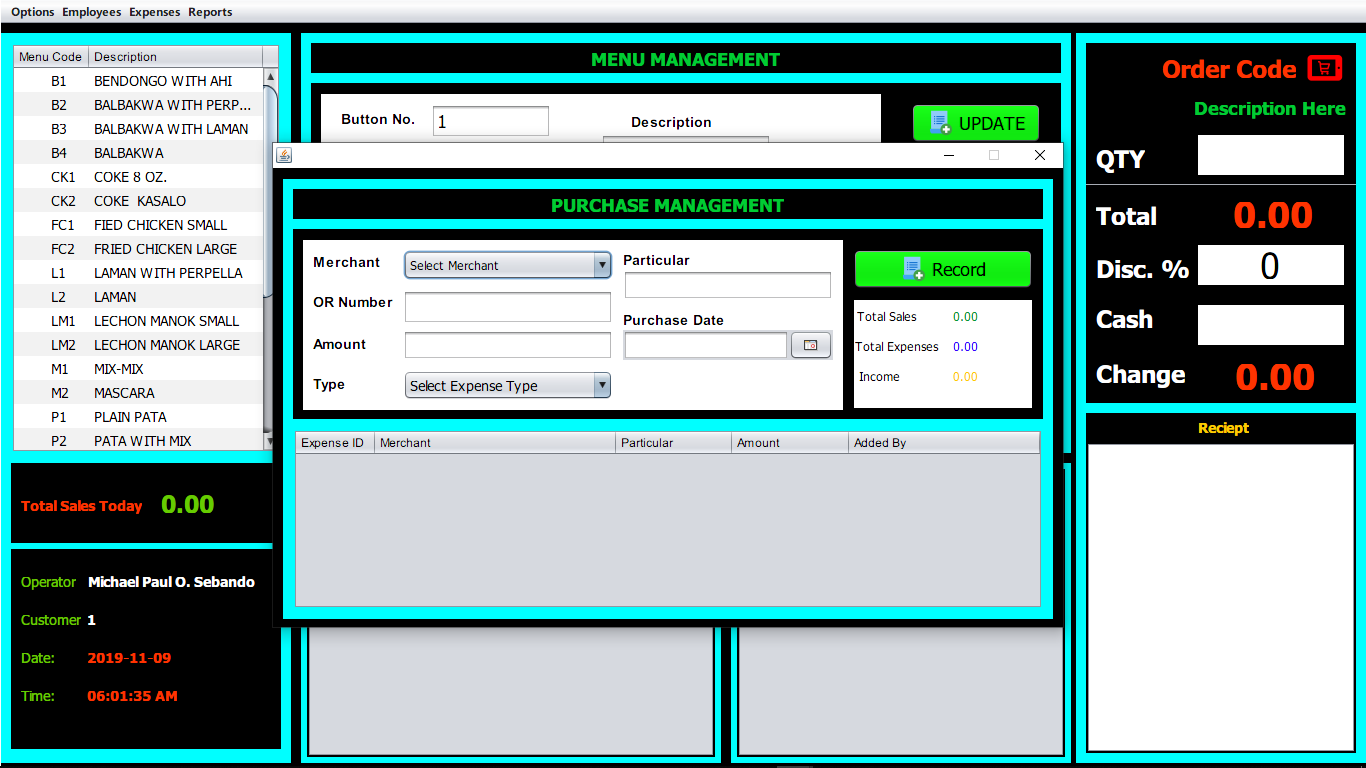 Options Employees Expenses Reports
Menu Code Description
B1 BENDONGO WITH AHI
B2 BALBAKWA WITH PERP...
B3 BALBAKWA WITH LAMAN
B4 BALBAKWA
CK1 COKE 8 OZ.
CK2 COKE KASALO
FC1 FIED CHICKEN SMALL
FC2 FRIED CHICKEN LARGE
L1 LAMAN WITH PERPELLA
L2 LAMAN
LM1 LECHON MANOK SMALL
LM2 LECHON MANOK LARGE
M1 MIX-MIX
M2 MASCARA
P1 PLAIN PATA
P2 PATA WITH MIX
Total Sales Today 0.00
Operator Michael Paul O. Sebando
Customer 1
Date: 2019-11-09
Time: 06:01:35 AM
MENU MANAGEMENT
Button No. 1
Description
UPDATE
PURCHASE MANAGEMENT
Merchant Select Merchant
Particular
OR Number
Purchase Date
Amount
Type Select Expense Type
Record
Total Sales 0.00
Total Expenses 0.00
Income 0.00
Expense ID Merchant Particular Amount Added By
Order Code
Description Here
QTY
Total 0.00
Disc. % 0
Cash
Change 0.00
Reciept